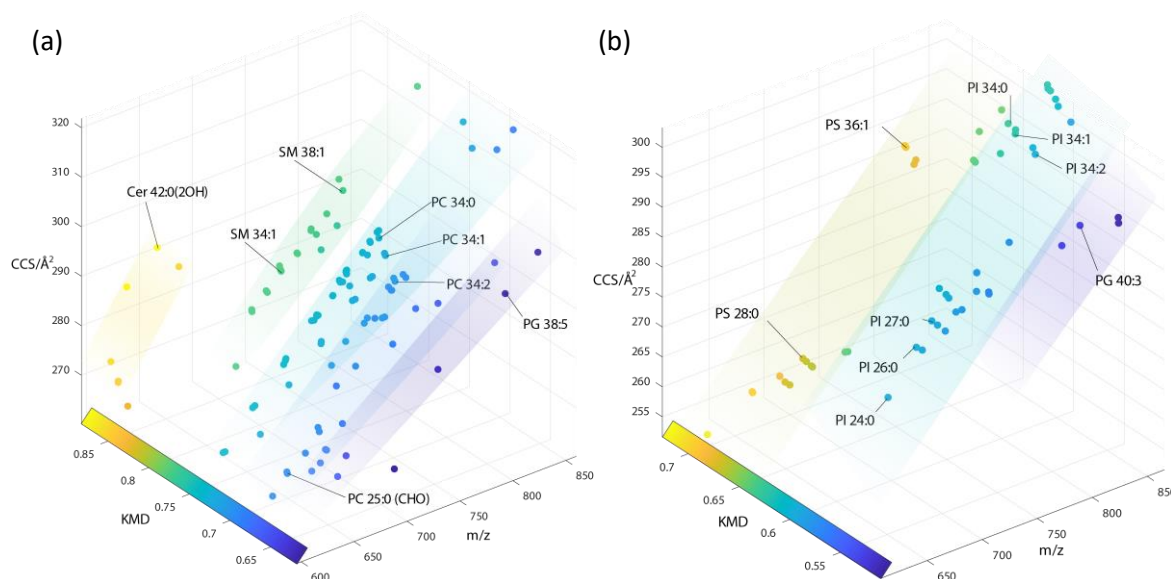 (a)
320
310
300
CCS/Å²
290
280
270
Cer 42:0(2OH)
SM 38:1
SM 34:1
PC 34:0
PC 34:1
PC 34:2
PG 38:5
PC 25:0 (CHO)
0.85
0.8
0.75
0.7
0.65
KMD
600
650
700
750
800
850
m/z
(b)
300
295
290
285
280
CCS/Å²
275
270
265
260
255
PS 36:1
PI 34:0
PI 34:1
PI 34:2
PG 40:3
PS 28:0
PI 27:0
PI 26:0
PI 24:0
0.7
0.65
0.6
0.55
KMD
650
700
750
800
850
m/z